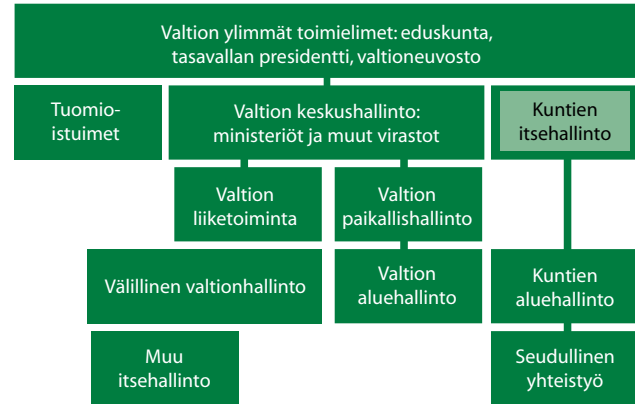 Valtion ylimmät toimielimet: eduskunta,
tasavallan presidentti, valtioneuvosto
Tuomio-
istuimet
Valtion keskushallinto:
ministeriöt ja muut virastot
Kuntien
itsehallinto
Valtion
liiketoiminta
Valtion
paikallishallinto
Välillinen valtionhallinto
Valtion
aluehallinto
Kuntien
aluehallinto
Muu
itsehallinto
Seudullinen
yhteistyö